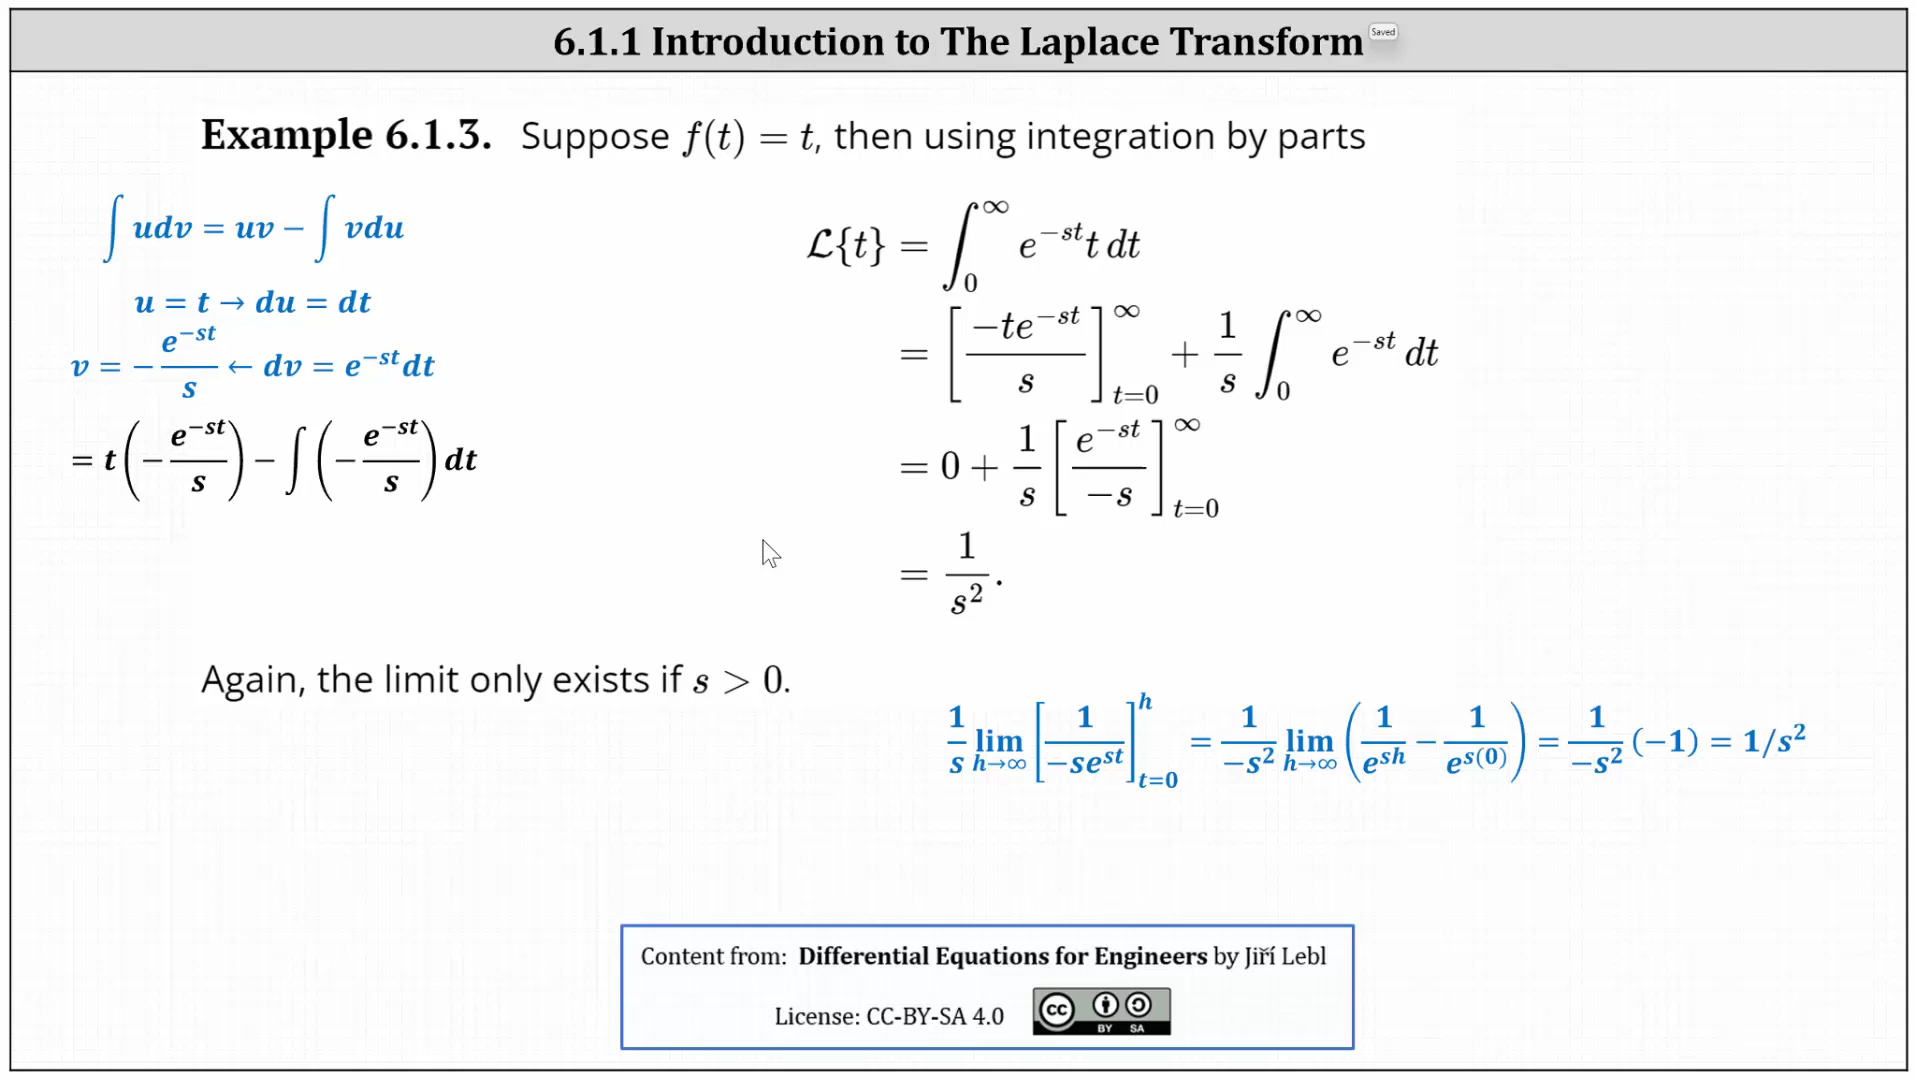 6.1.1 Introduction to The Laplace Transform
Saved
Example 6.1.3. Suppose f(t) = t, then using integration by parts
∫ udv = uv − ∫ vdu
u = t → du = dt
v = − e^{−st}/s ← dv = e^{−st}dt
= t(− e^{−st}/s) − ∫(− e^{−st}/s) dt
ℒ{t} = ∫_0^∞ e^{−st}t dt
= [−te^{−st}/s]_{t=0}^∞ + 1/s ∫_0^∞ e^{−st} dt
= 0 + 1/s [e^{−st}/−s]_{t=0}^∞
= 1/s^2.
Again, the limit only exists if s > 0.
1/s lim_{h→∞} [1/−se^{st}]_{t=0}^h = 1/−s^2 lim_{h→∞} (1/e^{sh} − 1/e^{s(0)}) = 1/−s^2 (−1) = 1/s^2
Content from: Differential Equations for Engineers by Jiří Lebl
License: CC-BY-SA 4.0
cc BY SA